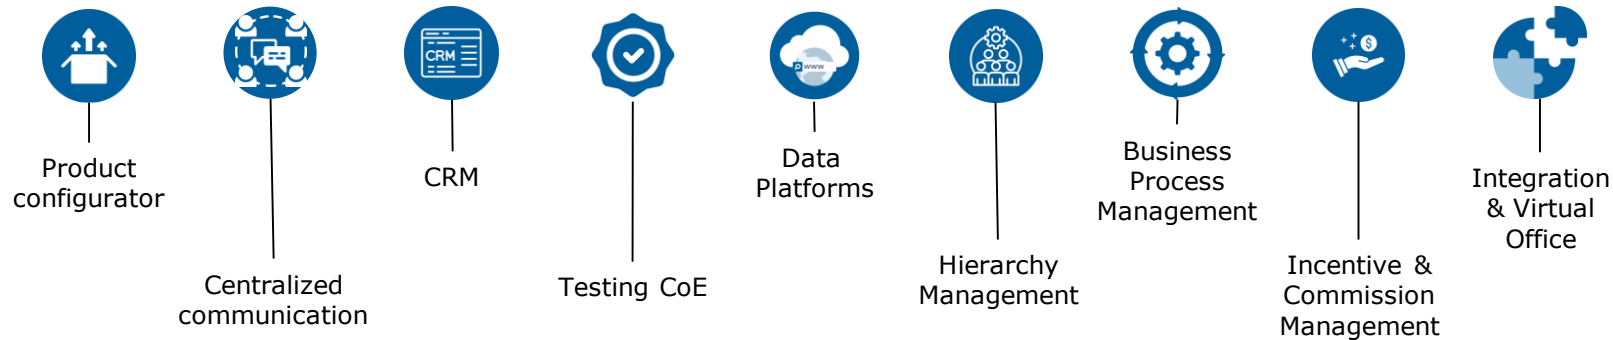 CRM
www
Product
configurator
Centralized
communication
CRM
Testing CoE
Data
Platforms
Hierarchy
Management
Business
Process
Management
Incentive &
Commission
Management
Integration
& Virtual
Office